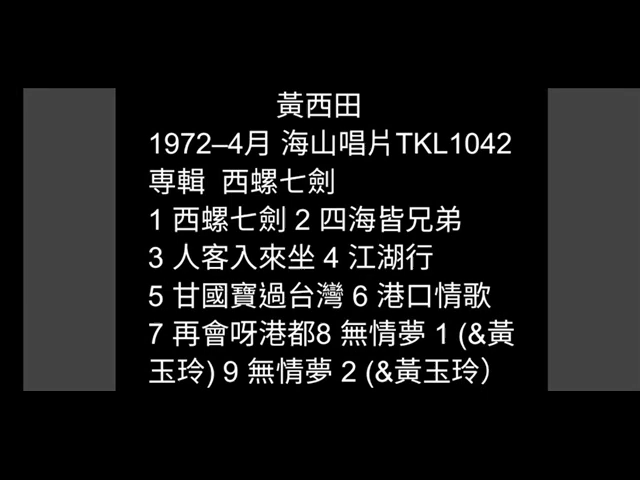 黃西田
1972–4月 海山唱片TKL1042
專輯 西螺七劍
1 西螺七劍 2 四海皆兄弟
3 人客入來坐 4 江湖行
5 甘國寶過台灣 6 港口情歌
7 再會呀港都8 無情夢 1 (&黃
玉玲) 9 無情夢 2 (&黃玉玲）